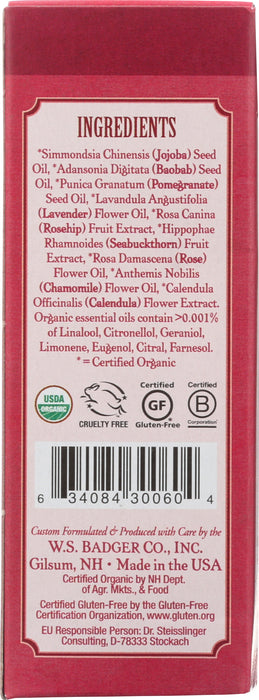 INGREDIENTS
*Simmondsia Chinensis (Jojoba) Seed
Oil, *Adansonia Digitata (Baobab) Seed
Oil, *Punica Granatum (Pomegranate)
Seed Oil, *Lavandula Angustifolia
(Lavender) Flower Oil, *Rosa Canina
(Rosehip) Fruit Extract, *Hippophae
Rhamnoides (Seabuckthorn) Fruit
Extract, *Rosa Damascena (Rose)
Flower Oil, *Anthemis Nobilis
(Chamomile) Flower Oil, *Calendula
Officinalis (Calendula) Flower Extract.
Organic essential oils contain >0.001%
of Linalool, Citronellol, Geraniol,
Limonene, Eugenol, Citral, Farnesol.
* = Certified Organic
USDA
ORGANIC
CRUELTY FREE
Certified
GF
Gluten-Free
Certified
B
Corporation
6 34084 30060 4
Custom Formulated & Produced with Care by the
W.S. BADGER CO., INC.
Gilsum, NH • Made in the USA
Certified Organic by NH Dept.
of Agr. Mkts., & Food
Certified Gluten-Free by the Gluten-Free
Certification Organization, www.gluten.org
EU Responsible Person: Dr. Steisslinger
Consulting, D-78333 Stockach